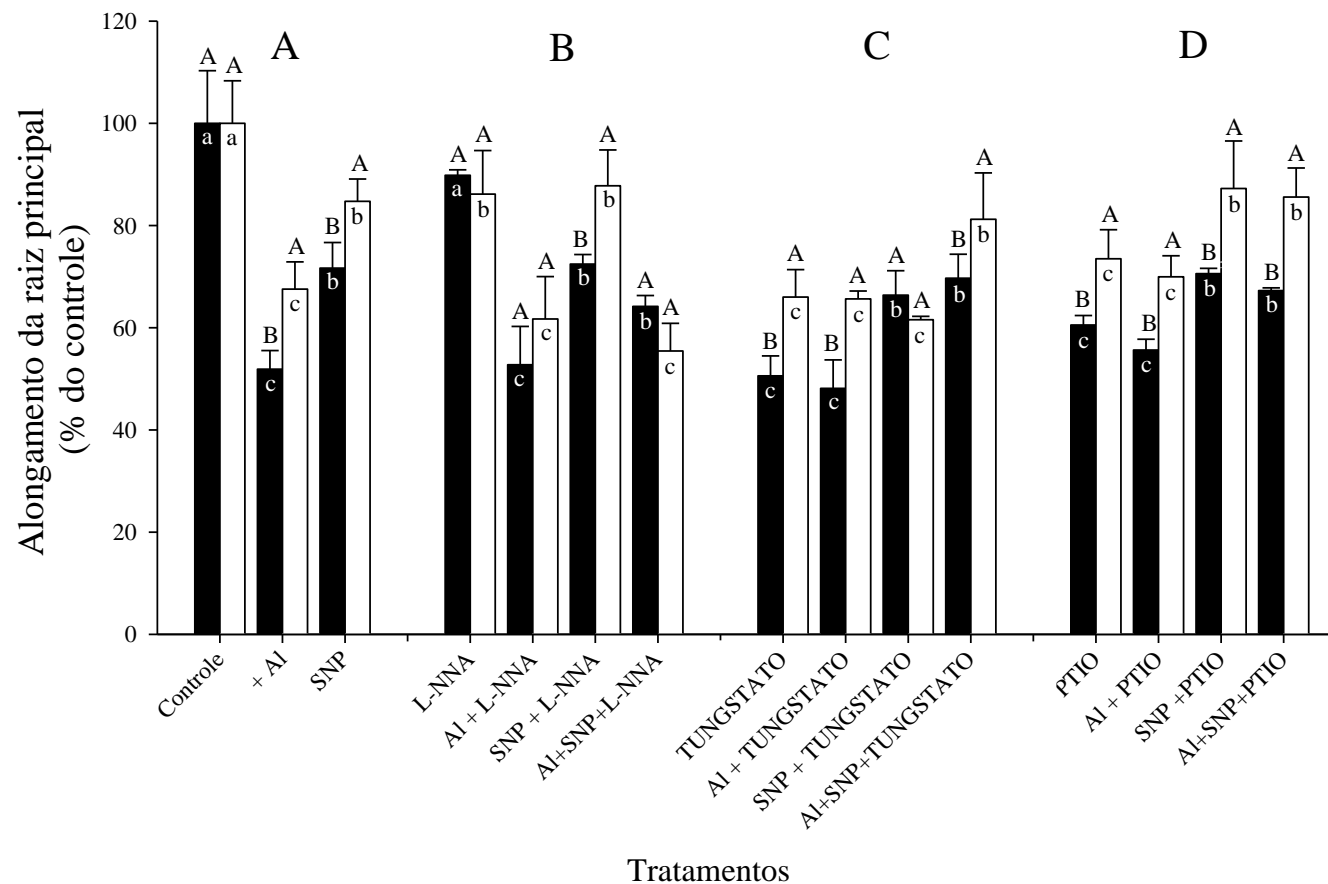 Alongamento da raiz principal
(% do controle)
120
100
80
60
40
20
0
A
B
C
D
A
A
a
a
B
A
c
c
B
A
b
b
A
A
a
b
A
A
c
c
B
A
b
b
A
A
b
c
B
A
c
c
B
A
c
c
A
A
b
c
B
A
b
b
B
A
c
c
B
A
c
c
B
A
b
b
B
A
b
b
Controle
+ Al
SNP
L-NNA
Al + L-NNA
SNP + L-NNA
Al+SNP+L-NNA
TUNGSTATO
Al + TUNGSTATO
SNP + TUNGSTATO
Al+SNP+TUNGSTATO
PTIO
Al + PTIO
SNP +PTIO
Al+SNP+PTIO
Tratamentos